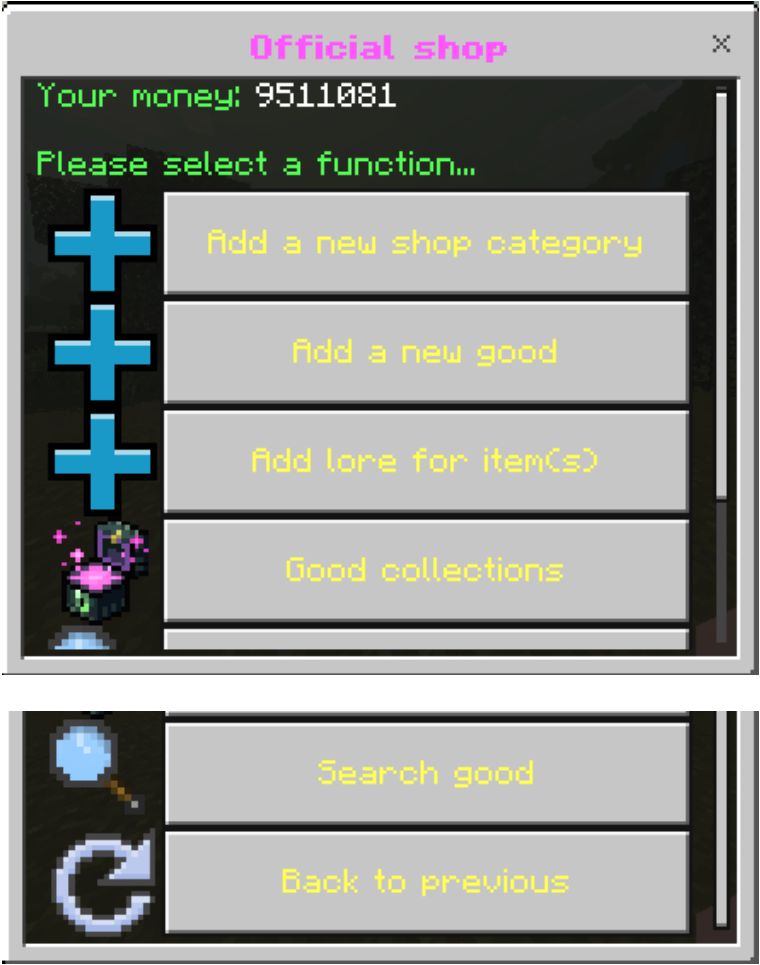 Official shop
Your money: 9511081
Please select a function...
Add a new shop category
Add a new good
Add lore for item(s)
Good collections
Search good
Back to previous